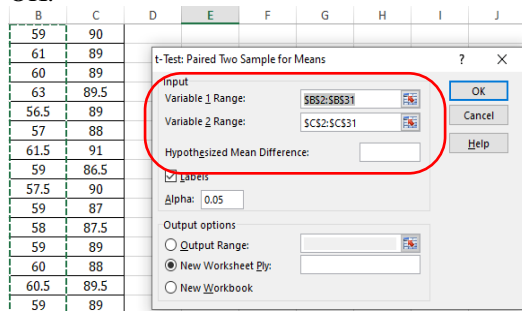 B C D E F G H I J
59 90
61 89
60 89
63 89.5
56.5 89
57 88
61.5 91
59 86.5
57.5 90
59 87
58 87.5
59 89
60 88
60.5 89.5
59 89
t-Test: Paired Two Sample for Means ? X
Input
Variable 1 Range: $B$2:$B$31
Variable 2 Range: $C$2:$C$31
Hypothesized Mean Difference:
Labels
Alpha: 0.05
Output options
Output Range:
New Worksheet Ply:
New Workbook
OK
Cancel
Help